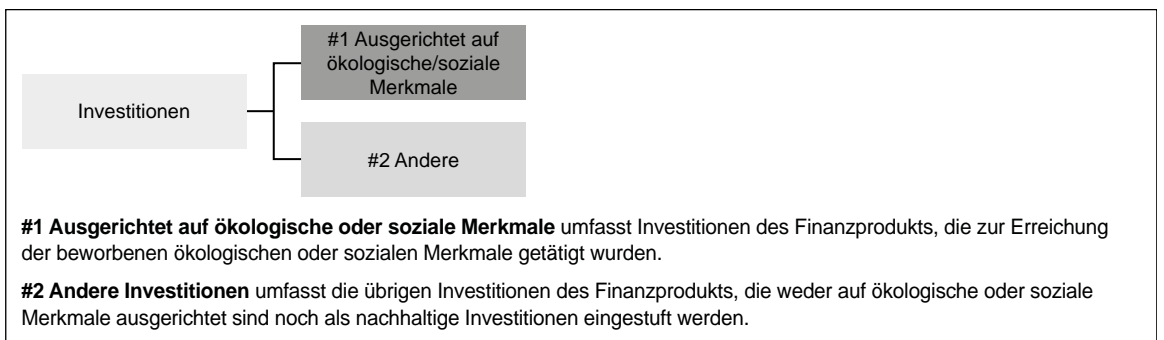 #1 Ausgerichtet auf
ökologische/soziale
Merkmale
Investitionen
#2 Andere
#1 Ausgerichtet auf ökologische oder soziale Merkmale umfasst Investitionen des Finanzprodukts, die zur Erreichung
der beworbenen ökologischen oder sozialen Merkmale getätigt wurden.
#2 Andere Investitionen umfasst die übrigen Investitionen des Finanzprodukts, die weder auf ökologische oder soziale
Merkmale ausgerichtet sind noch als nachhaltige Investitionen eingestuft werden.